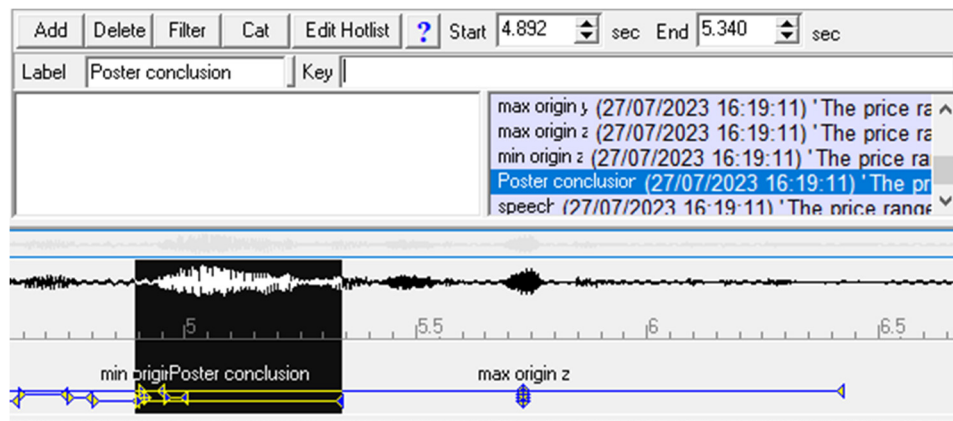 Add Delete Filter Cat Edit Hotlist ? Start 4.892 sec End 5.340 sec
Label Poster conclusion Key
max origin y (27/07/2023 16:19:11) 'The price ra
max origin z (27/07/2023 16:19:11) 'The price ra
min origin z (27/07/2023 16:19:11) 'The price ra
Poster conclusior (27/07/2023 16:19:11) 'The pr
speech (27/07/2023 16:19:11) 'The price range
5 5.5 6 6.5
min origin Poster conclusion max origin z